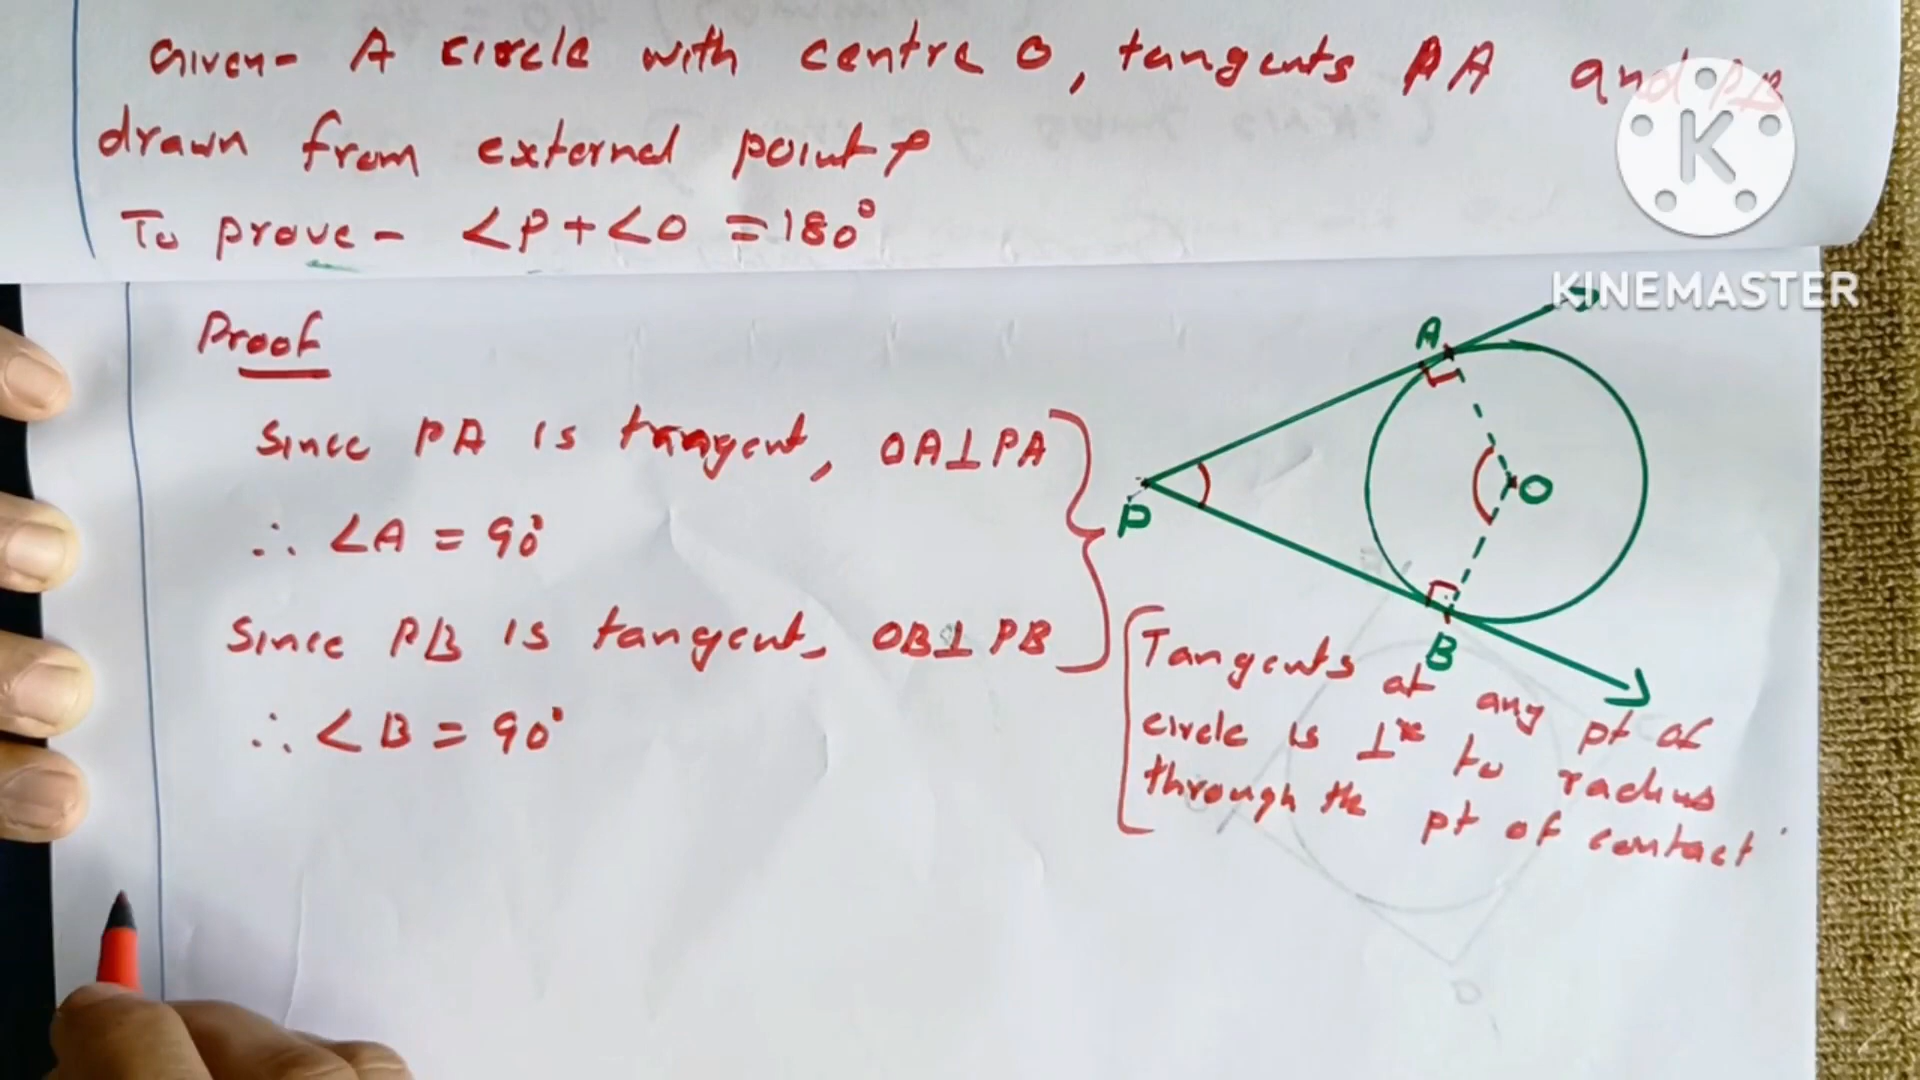 Given- A circle with centre O, tangents PA and PB
drawn from external point P
To prove - ∠P+∠O =180°
KINEMASTER
Proof
Since PA is tangent, OA⊥PA
∴ ∠A = 90°
Since PB is tangent, OB⊥PB
∴ ∠B = 90°
A
P
O
B
Tangents at any pt of
circle is ⊥r to radius
through the pt of contact
K